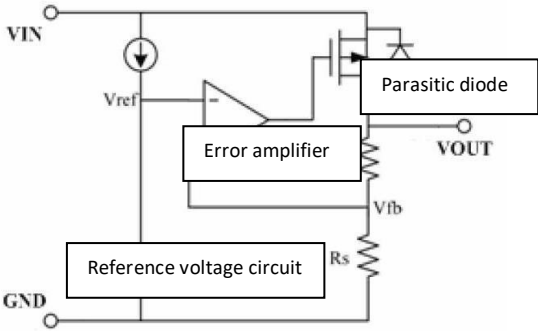 VIN
Vref
−
Parasitic diode
Error amplifier
VOUT
Vfb
Reference voltage circuit
Rs
GND